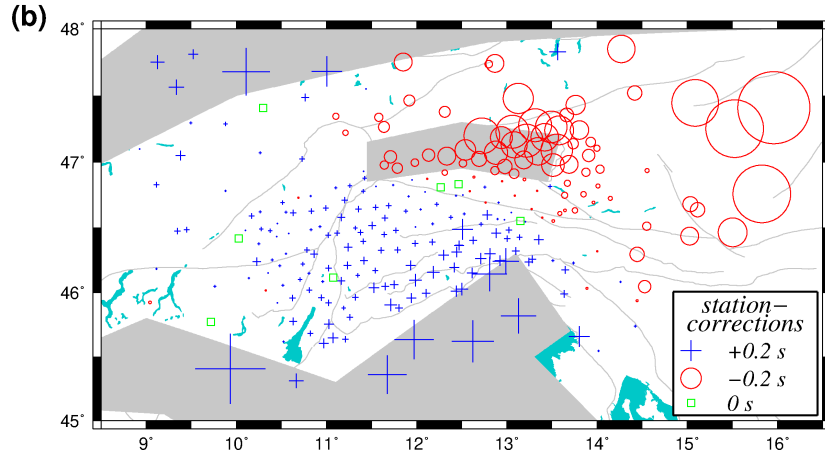 (b)
48˚
47˚
46˚
45˚
station-
corrections
+0.2 s
−0.2 s
0 s
9˚ 10˚ 11˚ 12˚ 13˚ 14˚ 15˚ 16˚